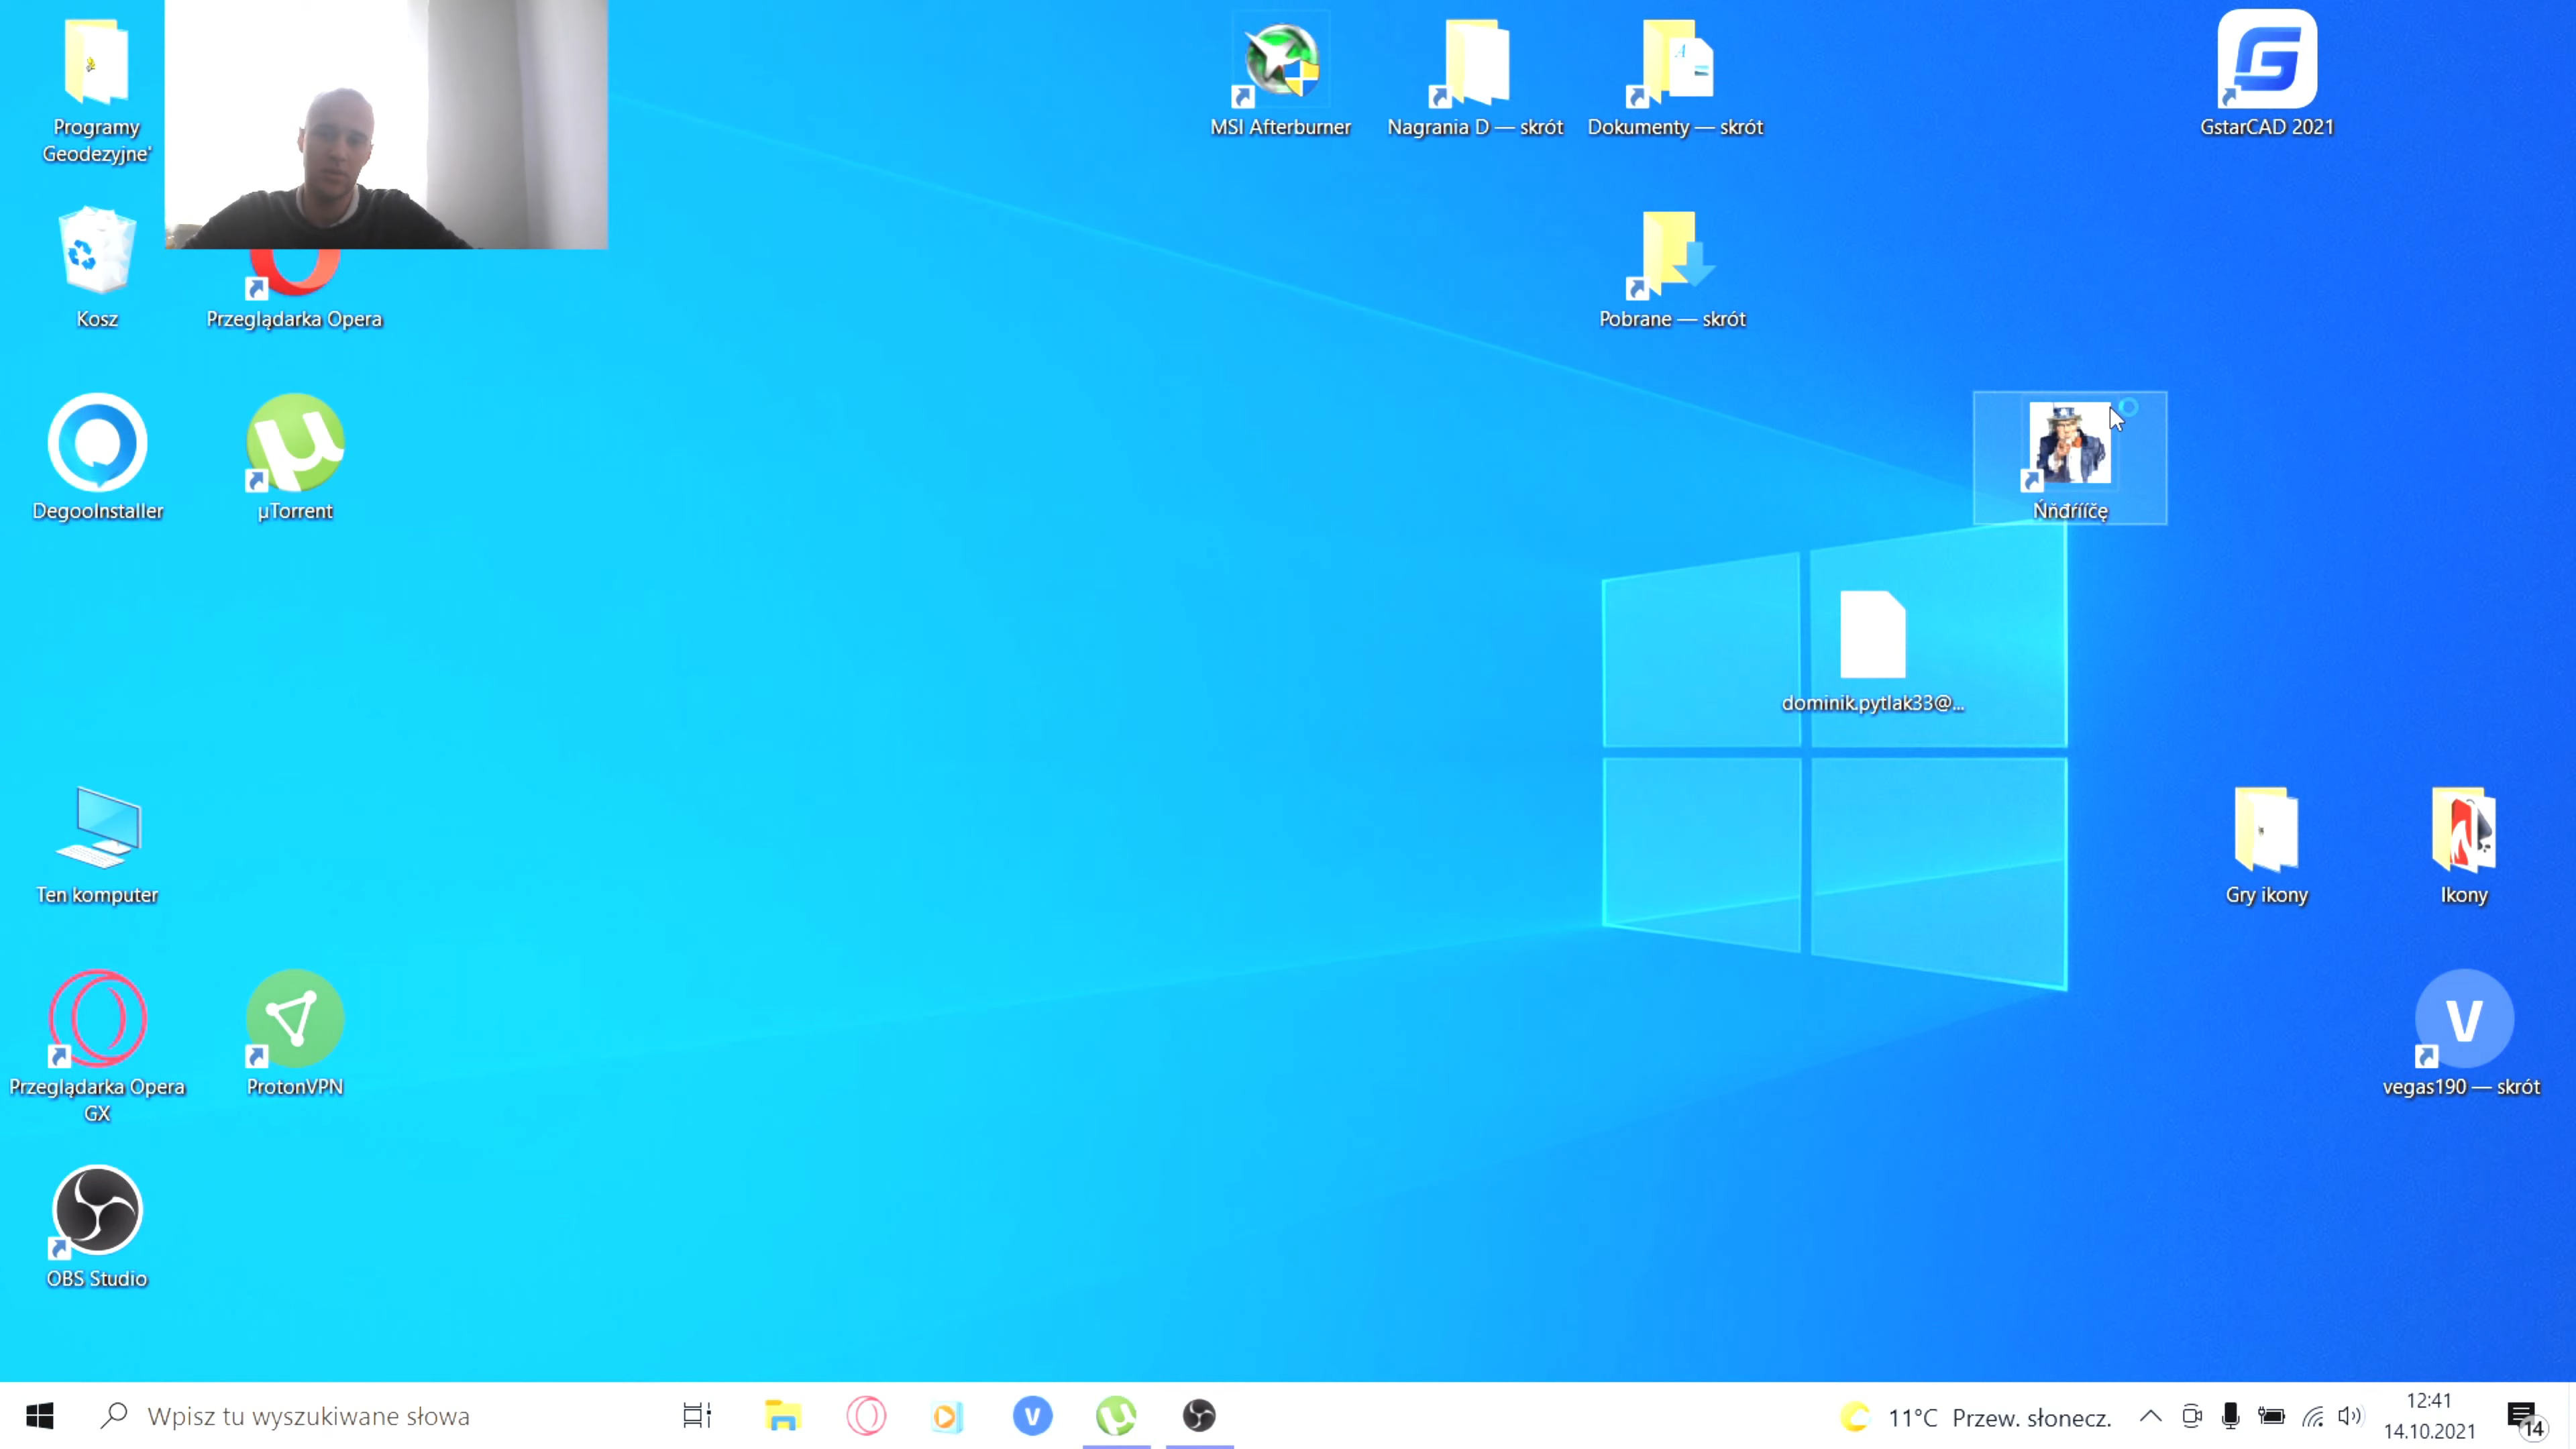 Programy
Geodezyjne'
MSI Afterburner
Nagrania D — skrót
Dokumenty — skrót
GstarCAD 2021
Kosz
Przeglądarka Opera
Pobrane — skrót
DegooInstaller
µTorrent
Ńňđŕííčę
dominik.pytlak33@...
Ten komputer
Gry ikony
Ikony
Przeglądarka Opera
GX
ProtonVPN
V
vegas190 — skrót
OBS Studio
Wpisz tu wyszukiwane słowa
V
11°C Przew. słonecz.
12:41
14.10.2021
14